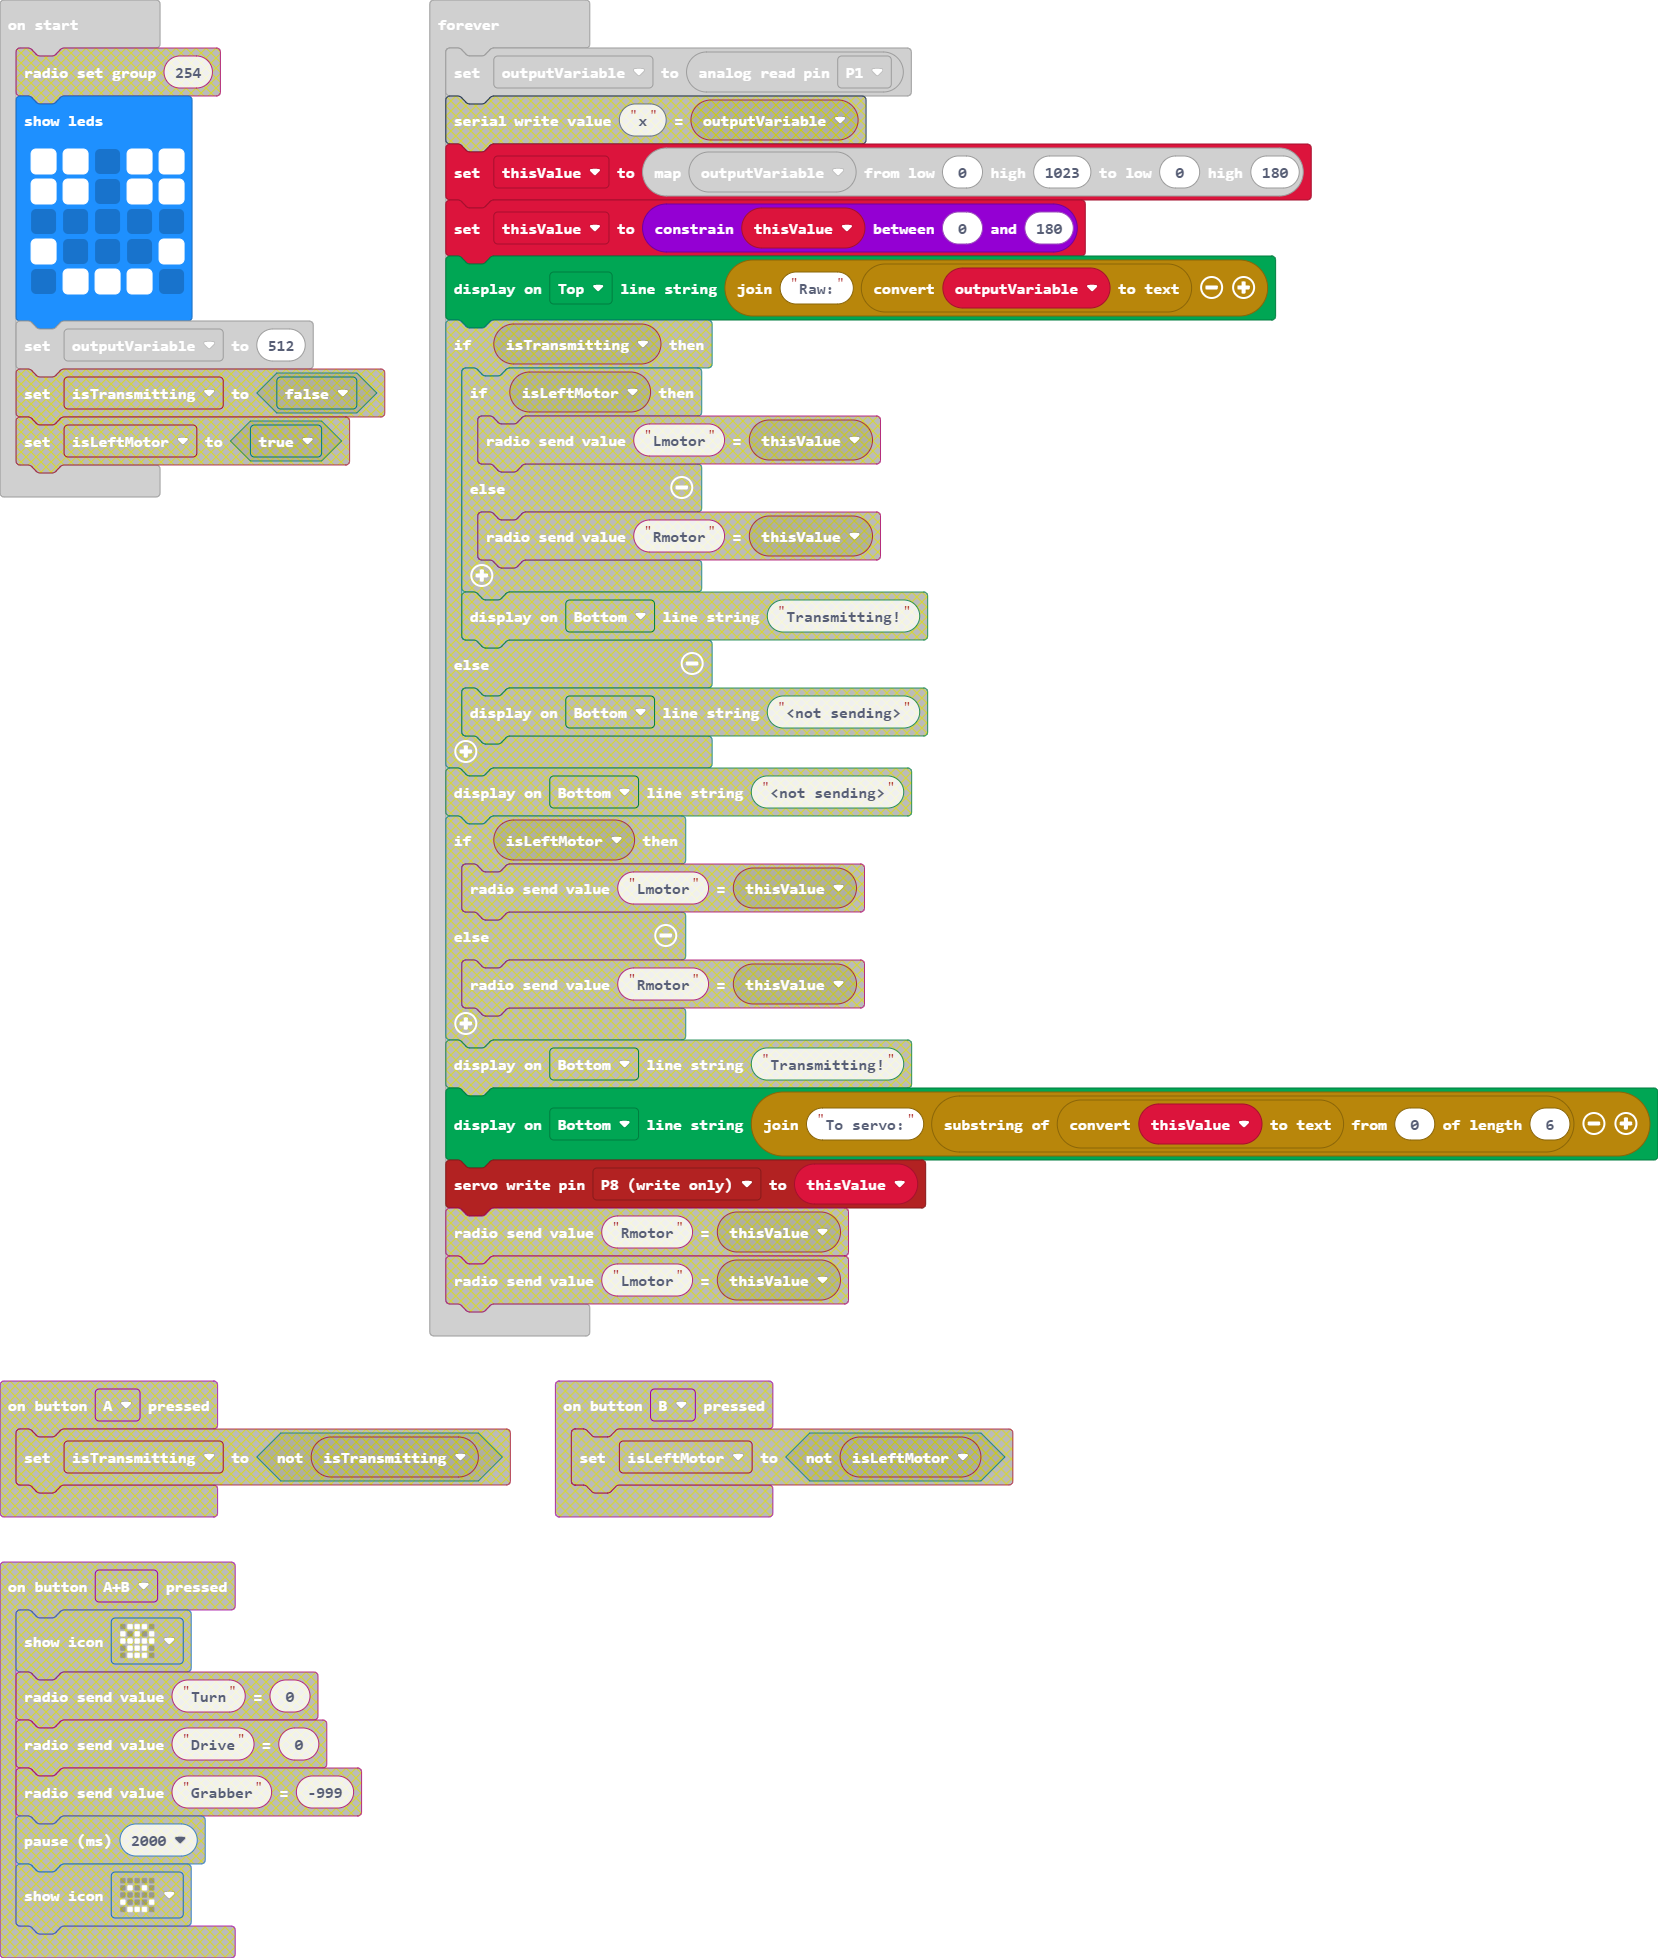 on start
radio set group 254
show leds
set outputVariable to 512
set isTransmitting to false
set isLeftMotor to true
forever
set outputVariable to analog read pin P1
serial write value "x" = outputVariable
set thisValue to map outputVariable from low 0 high 1023 to low 0 high 180
set thisValue to constrain thisValue between 0 and 180
display on Top line string join "Raw:" convert outputVariable to text
if isTransmitting then
if isLeftMotor then
radio send value "Lmotor" = thisValue
else
radio send value "Rmotor" = thisValue
display on Bottom line string "Transmitting!"
else
display on Bottom line string "<not sending>"
display on Bottom line string "<not sending>"
if isLeftMotor then
radio send value "Lmotor" = thisValue
else
radio send value "Rmotor" = thisValue
display on Bottom line string "Transmitting!"
display on Bottom line string join "To servo:" substring of convert thisValue to text from 0 of length 6
servo write pin P8 (write only) to thisValue
radio send value "Rmotor" = thisValue
radio send value "Lmotor" = thisValue
on button A pressed
set isTransmitting to not isTransmitting
on button B pressed
set isLeftMotor to not isLeftMotor
on button A+B pressed
show icon
radio send value "Turn" = 0
radio send value "Drive" = 0
radio send value "Grabber" = -999
pause (ms) 2000
show icon